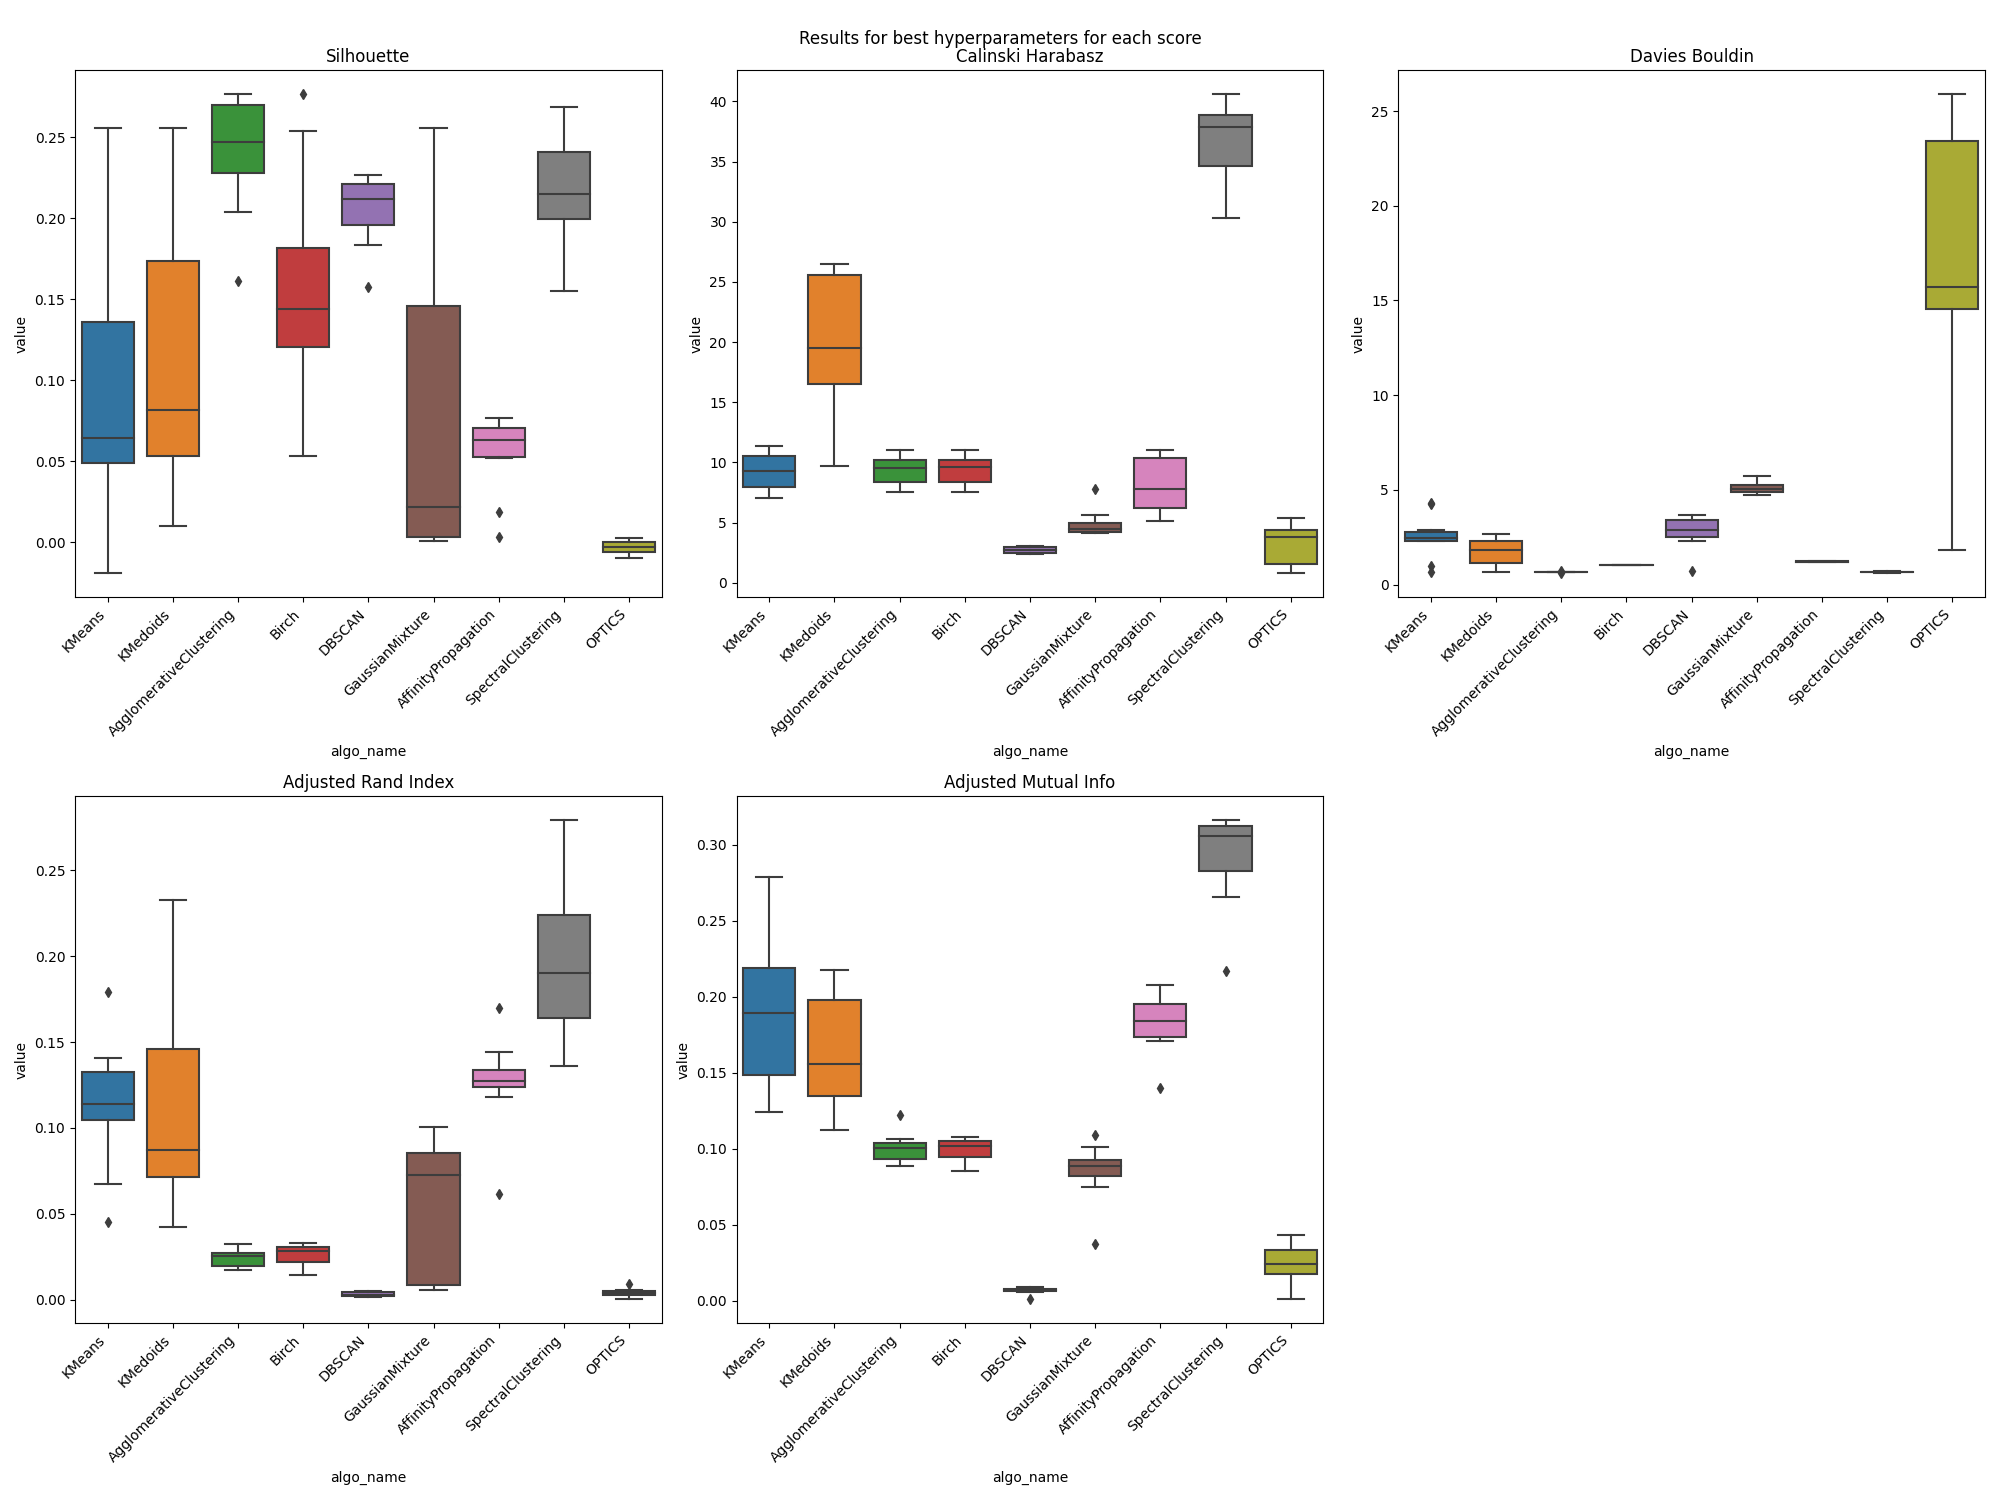 Results for best hyperparameters for each score
Silhouette
0.25
0.20
0.15
0.10
0.05
0.00
value
KMeans
KMedoids
AgglomerativeClustering
Birch
DBSCAN
GaussianMixture
AffinityPropagation
SpectralClustering
OPTICS
algo_name
Calinski Harabasz
40
35
30
25
20
15
10
5
0
value
KMeans
KMedoids
AgglomerativeClustering
Birch
DBSCAN
GaussianMixture
AffinityPropagation
SpectralClustering
OPTICS
algo_name
Davies Bouldin
25
20
15
10
5
0
value
KMeans
KMedoids
AgglomerativeClustering
Birch
DBSCAN
GaussianMixture
AffinityPropagation
SpectralClustering
OPTICS
algo_name
Adjusted Rand Index
0.25
0.20
0.15
0.10
0.05
0.00
value
KMeans
KMedoids
AgglomerativeClustering
Birch
DBSCAN
GaussianMixture
AffinityPropagation
SpectralClustering
OPTICS
algo_name
Adjusted Mutual Info
0.30
0.25
0.20
0.15
0.10
0.05
0.00
value
KMeans
KMedoids
AgglomerativeClustering
Birch
DBSCAN
GaussianMixture
AffinityPropagation
SpectralClustering
OPTICS
algo_name